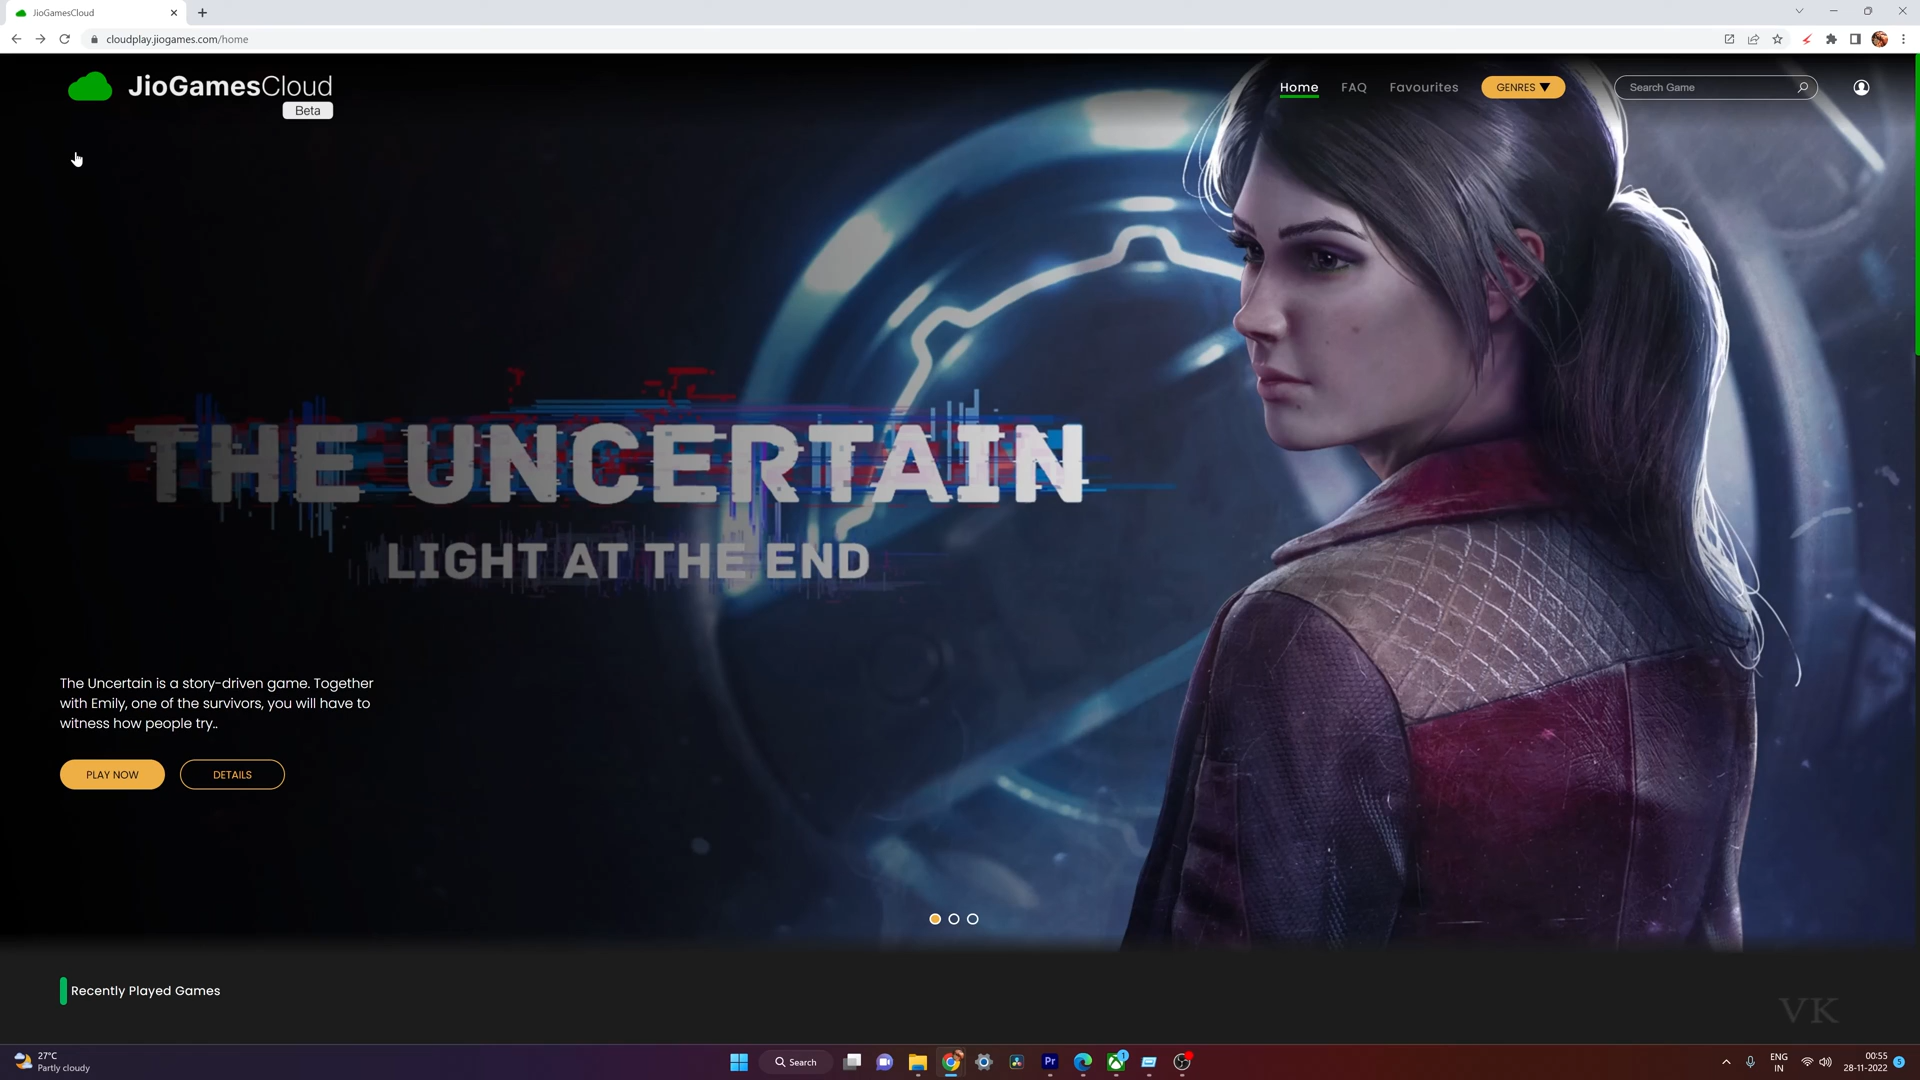 JioGamesCloud
cloudplay.jiogames.com/home
JioGamesCloud
Beta
Home FAQ Favourites GENRES ▼ Search Game
THE UNCERTAIN
LIGHT AT THE END
The Uncertain is a story-driven game. Together
with Emily, one of the survivors, you will have to
witness how people try..
PLAY NOW DETAILS
Recently Played Games
VK
27°C
Partly cloudy
Search
Pr
1
ENG
IN
00:55
28-11-2022
5